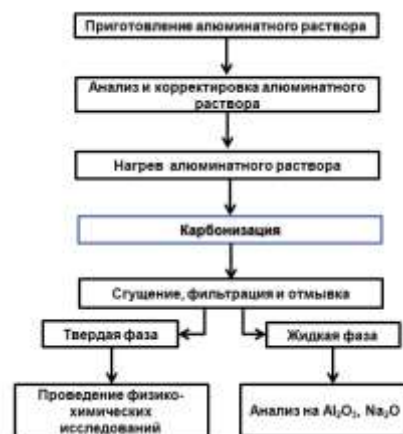 Приготовление алюминатного раствора
Анализ и корректировка алюминатного
раствора
Нагрев алюминатного раствора
Карбонизация
Сгущение, фильтрация и отмывка
Твердая фаза
Жидкая фаза
Проведение физико-
химических
исследований
Анализ на Al₂O₃, Na₂O